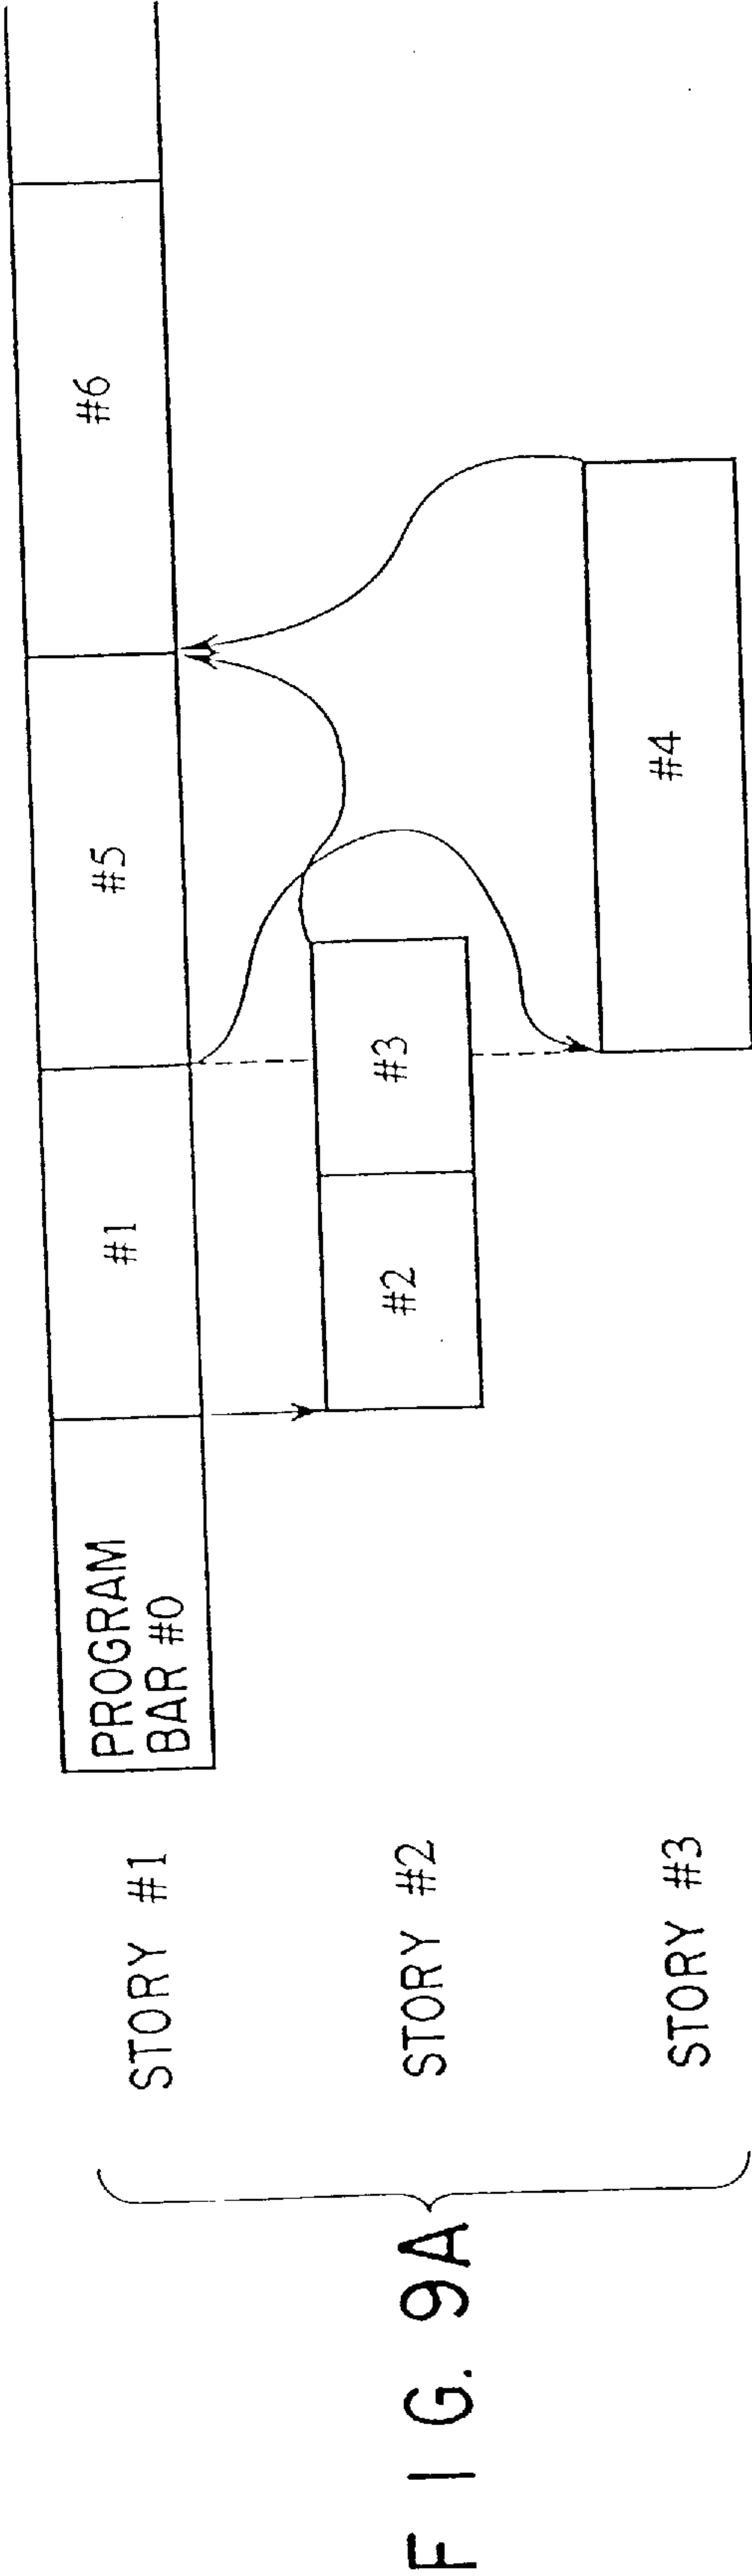 FIG. 9A
STORY #1
PROGRAM
BAR #0
#1
#5
#6
STORY #2
#2
#3
STORY #3
#4